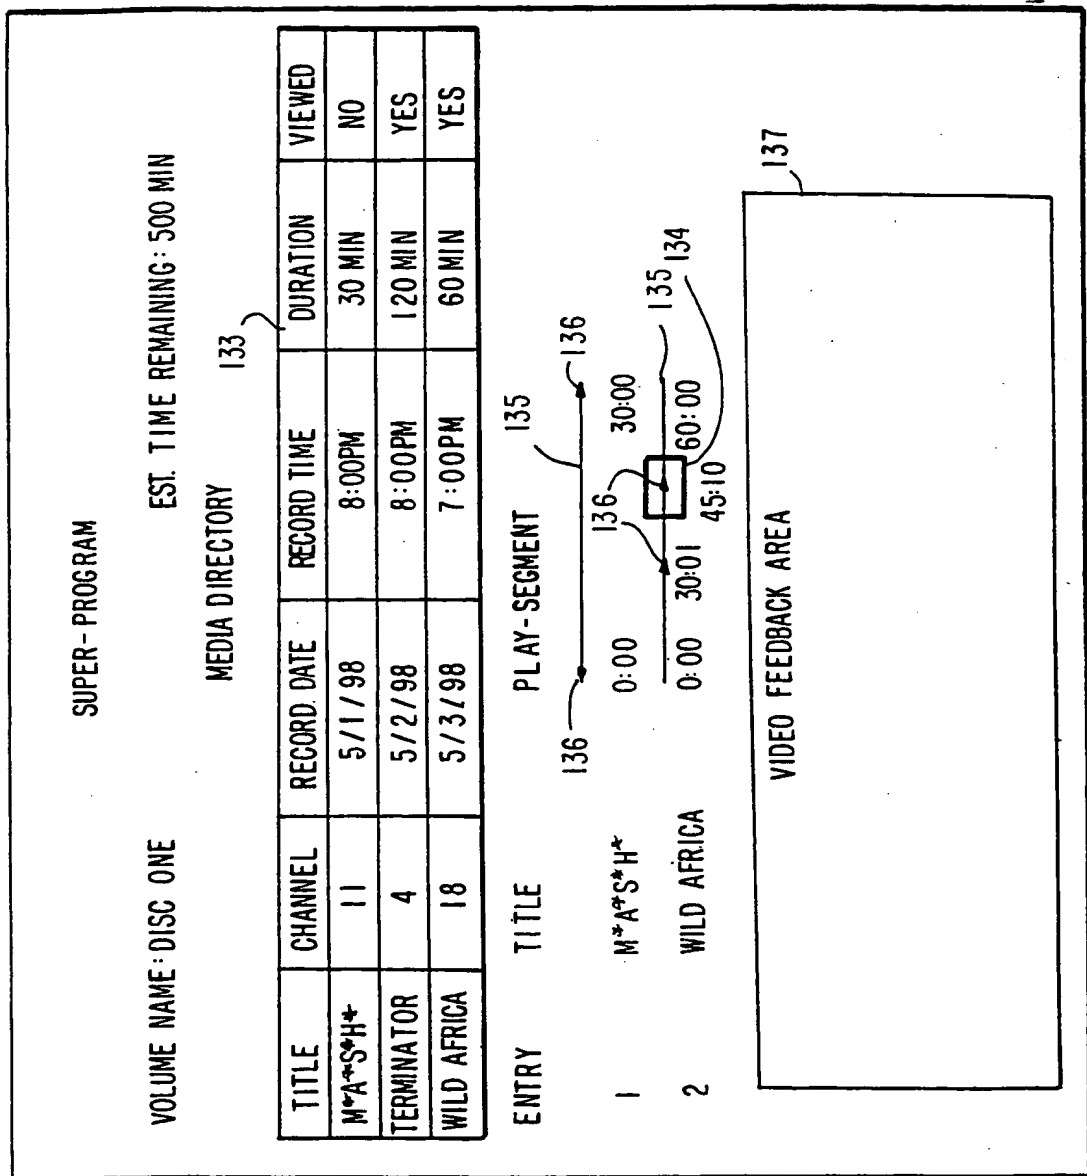 SUPER-PROGRAM
VOLUME NAME: DISC ONE EST. TIME REMAINING: 500 MIN
MEDIA DIRECTORY 133
TITLE CHANNEL RECORD. DATE RECORD TIME DURATION VIEWED
M*A*S*H* 11 5/1/98 8:00PM 30 MIN NO
TERMINATOR 4 5/2/98 8:00PM 120 MIN YES
WILD AFRICA 18 5/3/98 7:00PM 60 MIN YES
ENTRY TITLE PLAY-SEGMENT
135
136 136
1 M*A*S*H* 0:00 30:00
136 135 134
2 WILD AFRICA 0:00 30:01 60:00
45:10
137
VIDEO FEEDBACK AREA